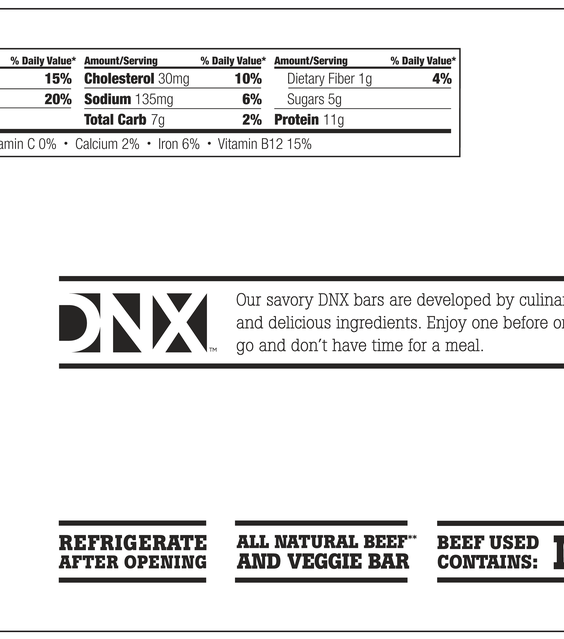 % Daily Value* Amount/Serving % Daily Value* Amount/Serving % Daily Value*
15% Cholesterol 30mg 10% Dietary Fiber 1g 4%
20% Sodium 135mg 6% Sugars 5g
Total Carb 7g 2% Protein 11g
amin C 0% • Calcium 2% • Iron 6% • Vitamin B12 15%
DNX™
Our savory DNX bars are developed by culina
and delicious ingredients. Enjoy one before o
go and don't have time for a meal.
REFRIGERATE
AFTER OPENING
ALL NATURAL BEEF**
AND VEGGIE BAR
BEEF USED
CONTAINS: